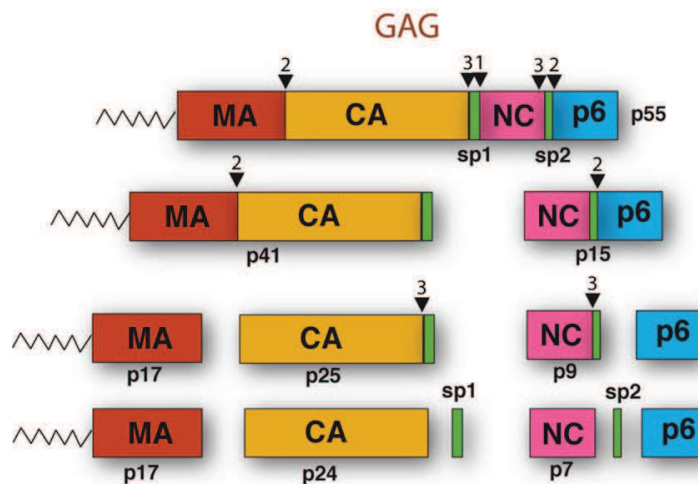 GAG
2 3 1 3 2
MA CA NC p6 p55
sp1 sp2
2 2
MA CA NC p6
p41 p15
3 3
MA CA NC p6
p17 p25 p9
sp1 sp2
MA CA NC p6
p17 p24 p7